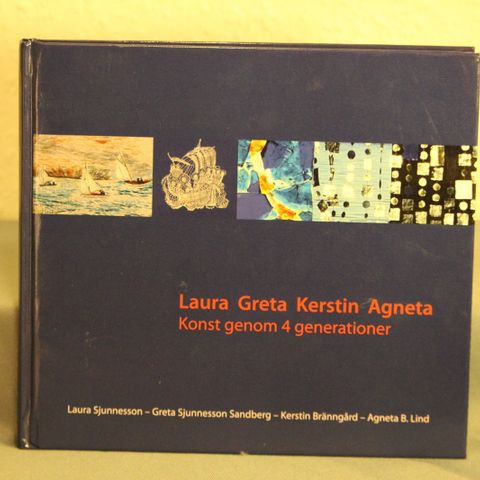 Laura Greta Kerstin Agneta
Konst genom 4 generationer
Laura Sjunnesson – Greta Sjunnesson Sandberg – Kerstin Bränngård – Agneta B. Lind